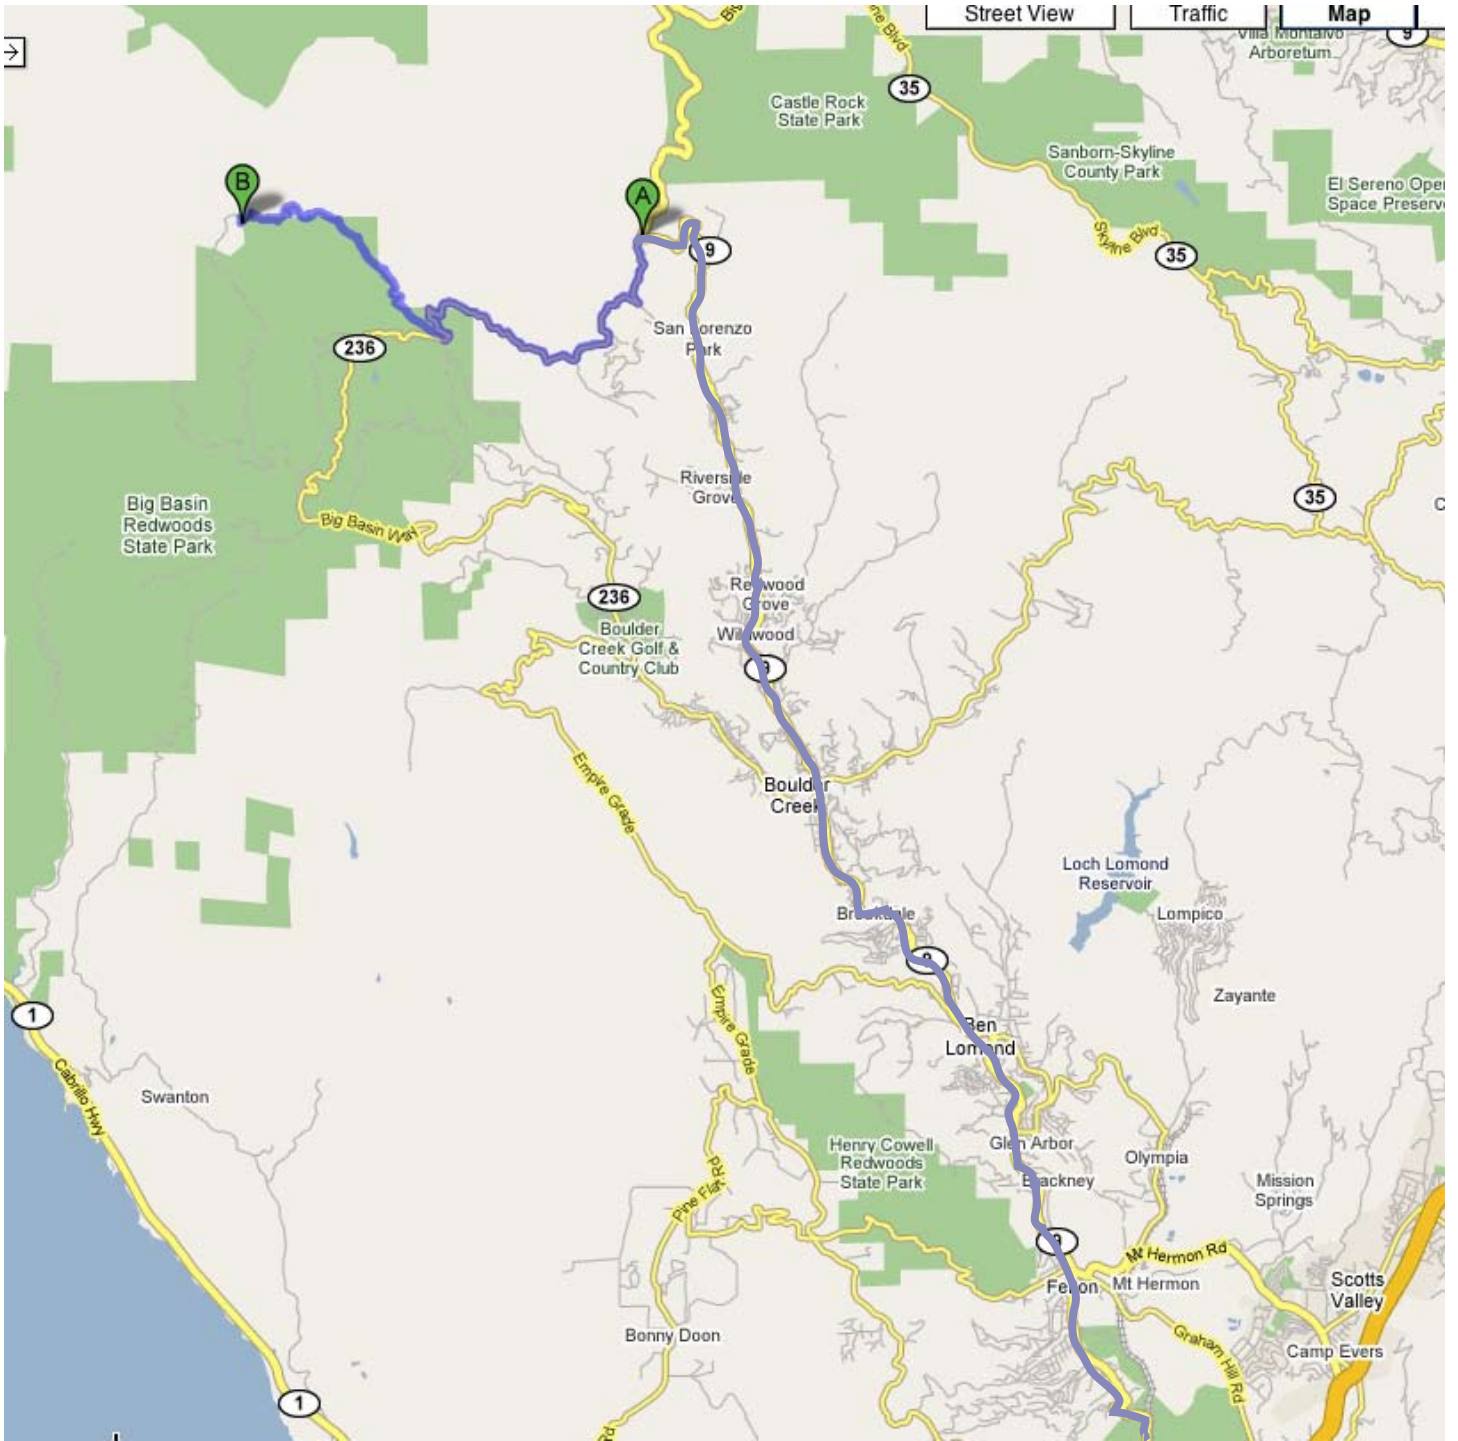 Street View
Traffic
Map
9
Villa Montalvo
Arboretum
35
Castle Rock
State Park
Sanborn-Skyline
County Park
El Sereno Open
Space Preserve
B
A
Skyline Blvd
35
9
San Lorenzo
Park
236
Riverside
Grove
35
Big Basin
Redwoods
State Park
Big Basin Way
236
Redwood
Grove
Wildwood
Boulder
Creek Golf &
Country Club
9
Empire Grade
Boulder
Creek
Loch Lomond
Reservoir
Brookdale
Lompico
9
Zayante
1
Empire Grade
Ben
Lomond
Cabrillo Hwy
Swanton
Glen Arbor
Henry Cowell
Redwoods
State Park
Olympia
Brackney
Mission
Springs
Pine Flat Rd
9
Mt Hermon Rd
Felton
Mt Hermon
Scotts
Valley
Bonny Doon
Graham Hill Rd
Camp Evers
1
Rd